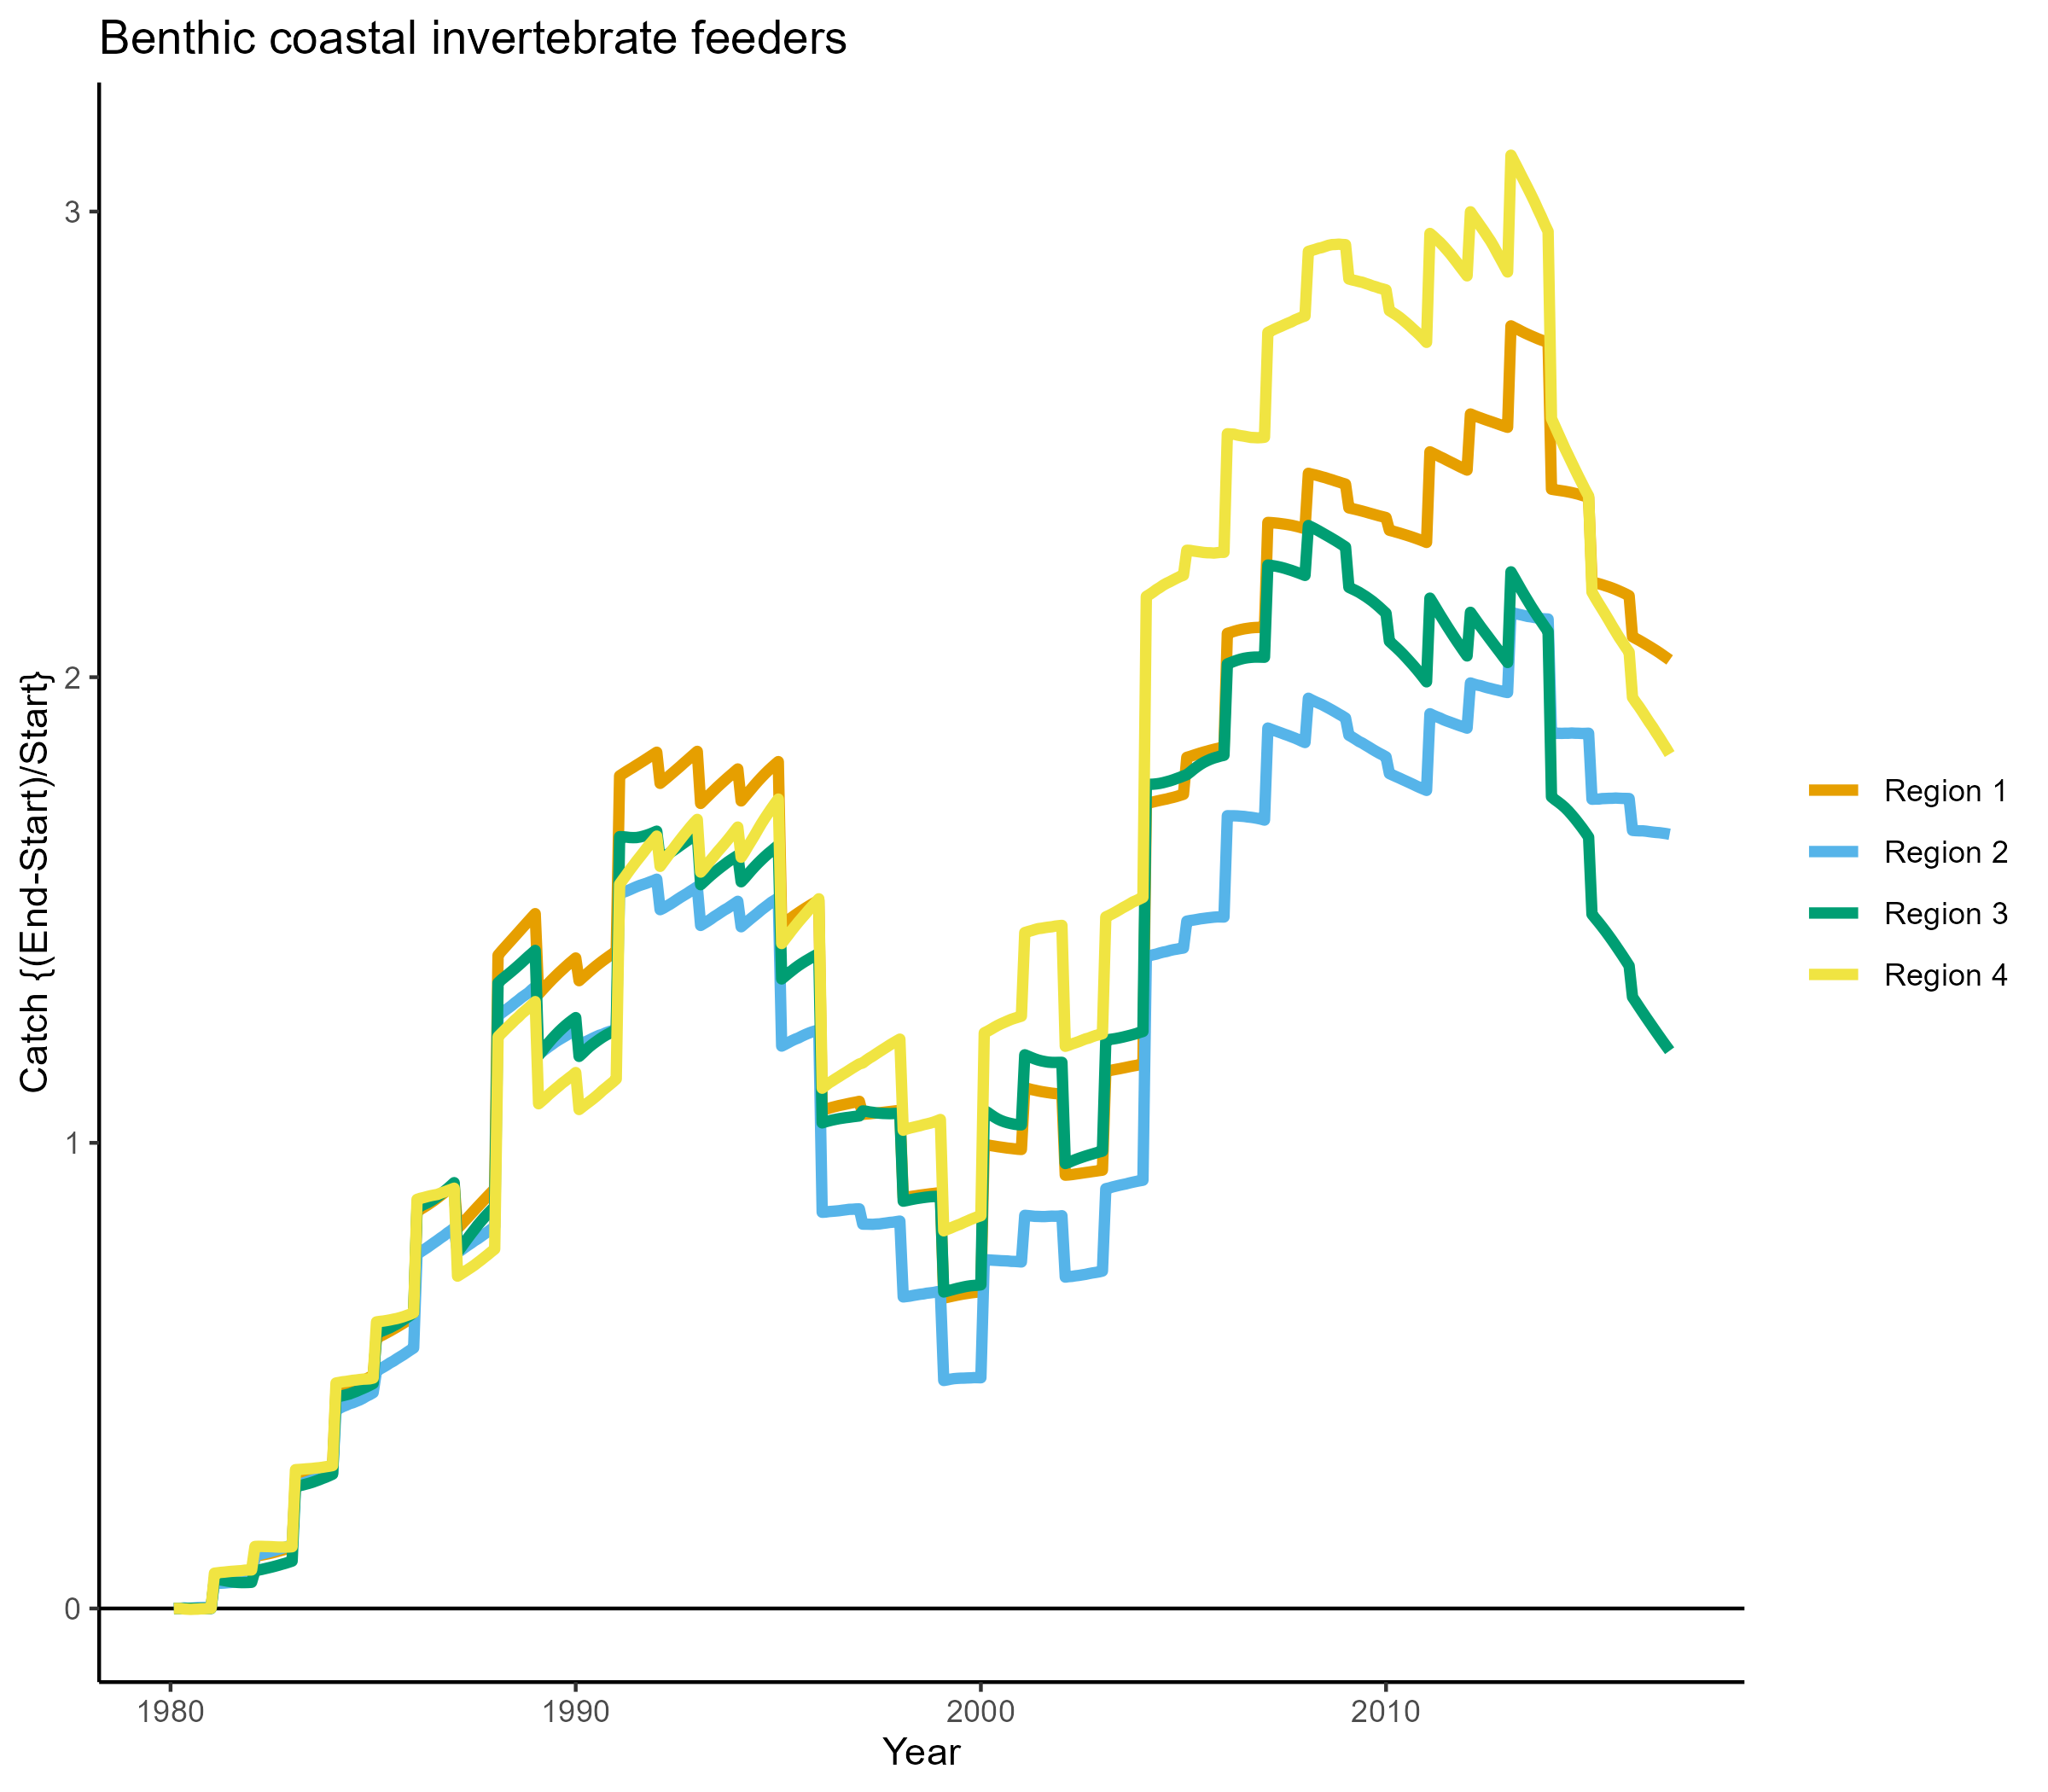 Benthic coastal invertebrate feeders
Catch {(End-Start)/Start}
3
2
1
0
1980
1990
2000
2010
Year
Region 1
Region 2
Region 3
Region 4